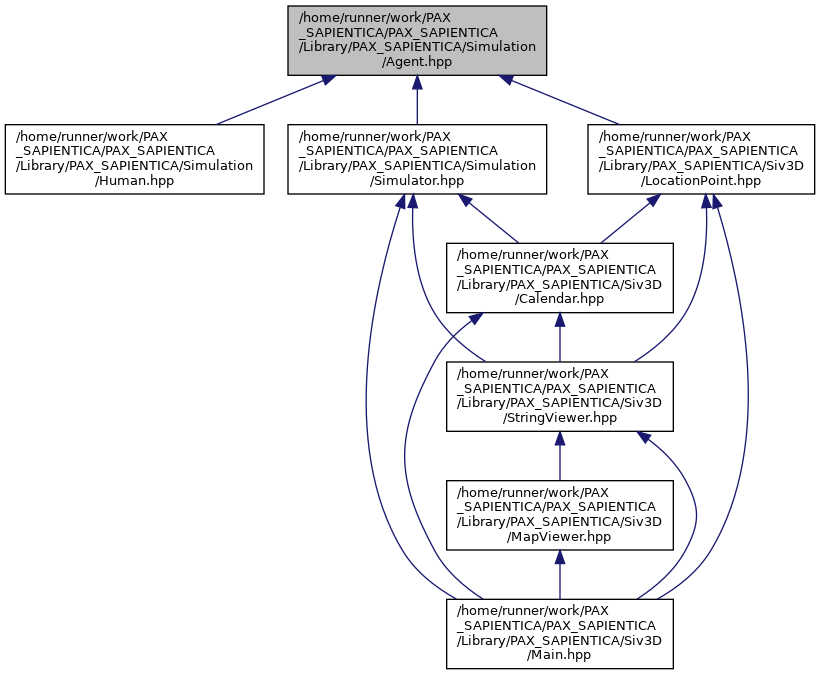 /home/runner/work/PAX
_SAPIENTICA/PAX_SAPIENTICA
/Library/PAX_SAPIENTICA/Simulation
/Agent.hpp
/home/runner/work/PAX
_SAPIENTICA/PAX_SAPIENTICA
/Library/PAX_SAPIENTICA/Simulation
/Human.hpp
/home/runner/work/PAX
_SAPIENTICA/PAX_SAPIENTICA
/Library/PAX_SAPIENTICA/Simulation
/Simulator.hpp
/home/runner/work/PAX
_SAPIENTICA/PAX_SAPIENTICA
/Library/PAX_SAPIENTICA/Siv3D
/LocationPoint.hpp
/home/runner/work/PAX
_SAPIENTICA/PAX_SAPIENTICA
/Library/PAX_SAPIENTICA/Siv3D
/Calendar.hpp
/home/runner/work/PAX
_SAPIENTICA/PAX_SAPIENTICA
/Library/PAX_SAPIENTICA/Siv3D
/StringViewer.hpp
/home/runner/work/PAX
_SAPIENTICA/PAX_SAPIENTICA
/Library/PAX_SAPIENTICA/Siv3D
/MapViewer.hpp
/home/runner/work/PAX
_SAPIENTICA/PAX_SAPIENTICA
/Library/PAX_SAPIENTICA/Siv3D
/Main.hpp